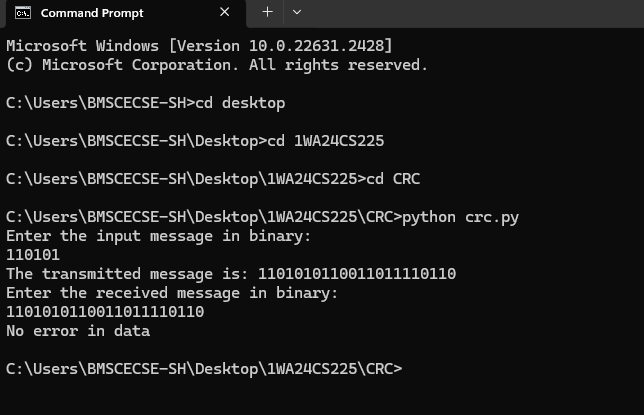 Command Prompt
Microsoft Windows [Version 10.0.22631.2428]
(c) Microsoft Corporation. All rights reserved.
C:\Users\BMSCECSE-SH>cd desktop
C:\Users\BMSCECSE-SH\Desktop>cd 1WA24CS225
C:\Users\BMSCECSE-SH\Desktop\1WA24CS225>cd CRC
C:\Users\BMSCECSE-SH\Desktop\1WA24CS225\CRC>python crc.py
Enter the input message in binary:
110101
The transmitted message is: 1101010110011011110110
Enter the received message in binary:
1101010110011011110110
No error in data
C:\Users\BMSCECSE-SH\Desktop\1WA24CS225\CRC>